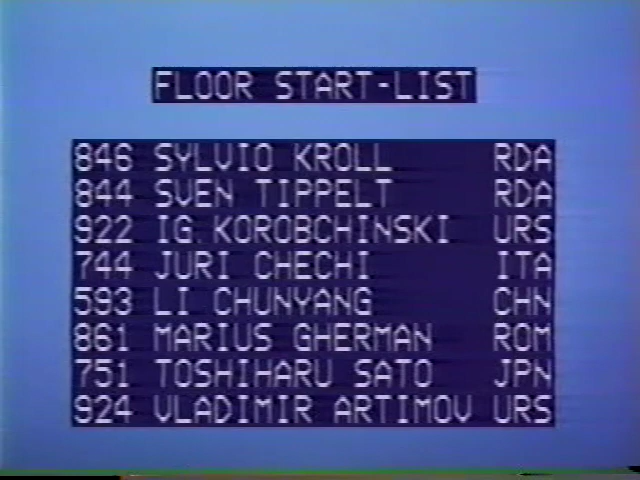 FLOOR START-LIST
846 SYLVIO KROLL RDA
844 SVEN TIPPELT RDA
922 IG.KOROBCHINSKI URS
744 JURI CHECHI ITA
593 LI CHUNYANG CHN
861 MARIUS GHERMAN ROM
751 TOSHIHARU SATO JPN
924 VLADIMIR ARTIMOV URS